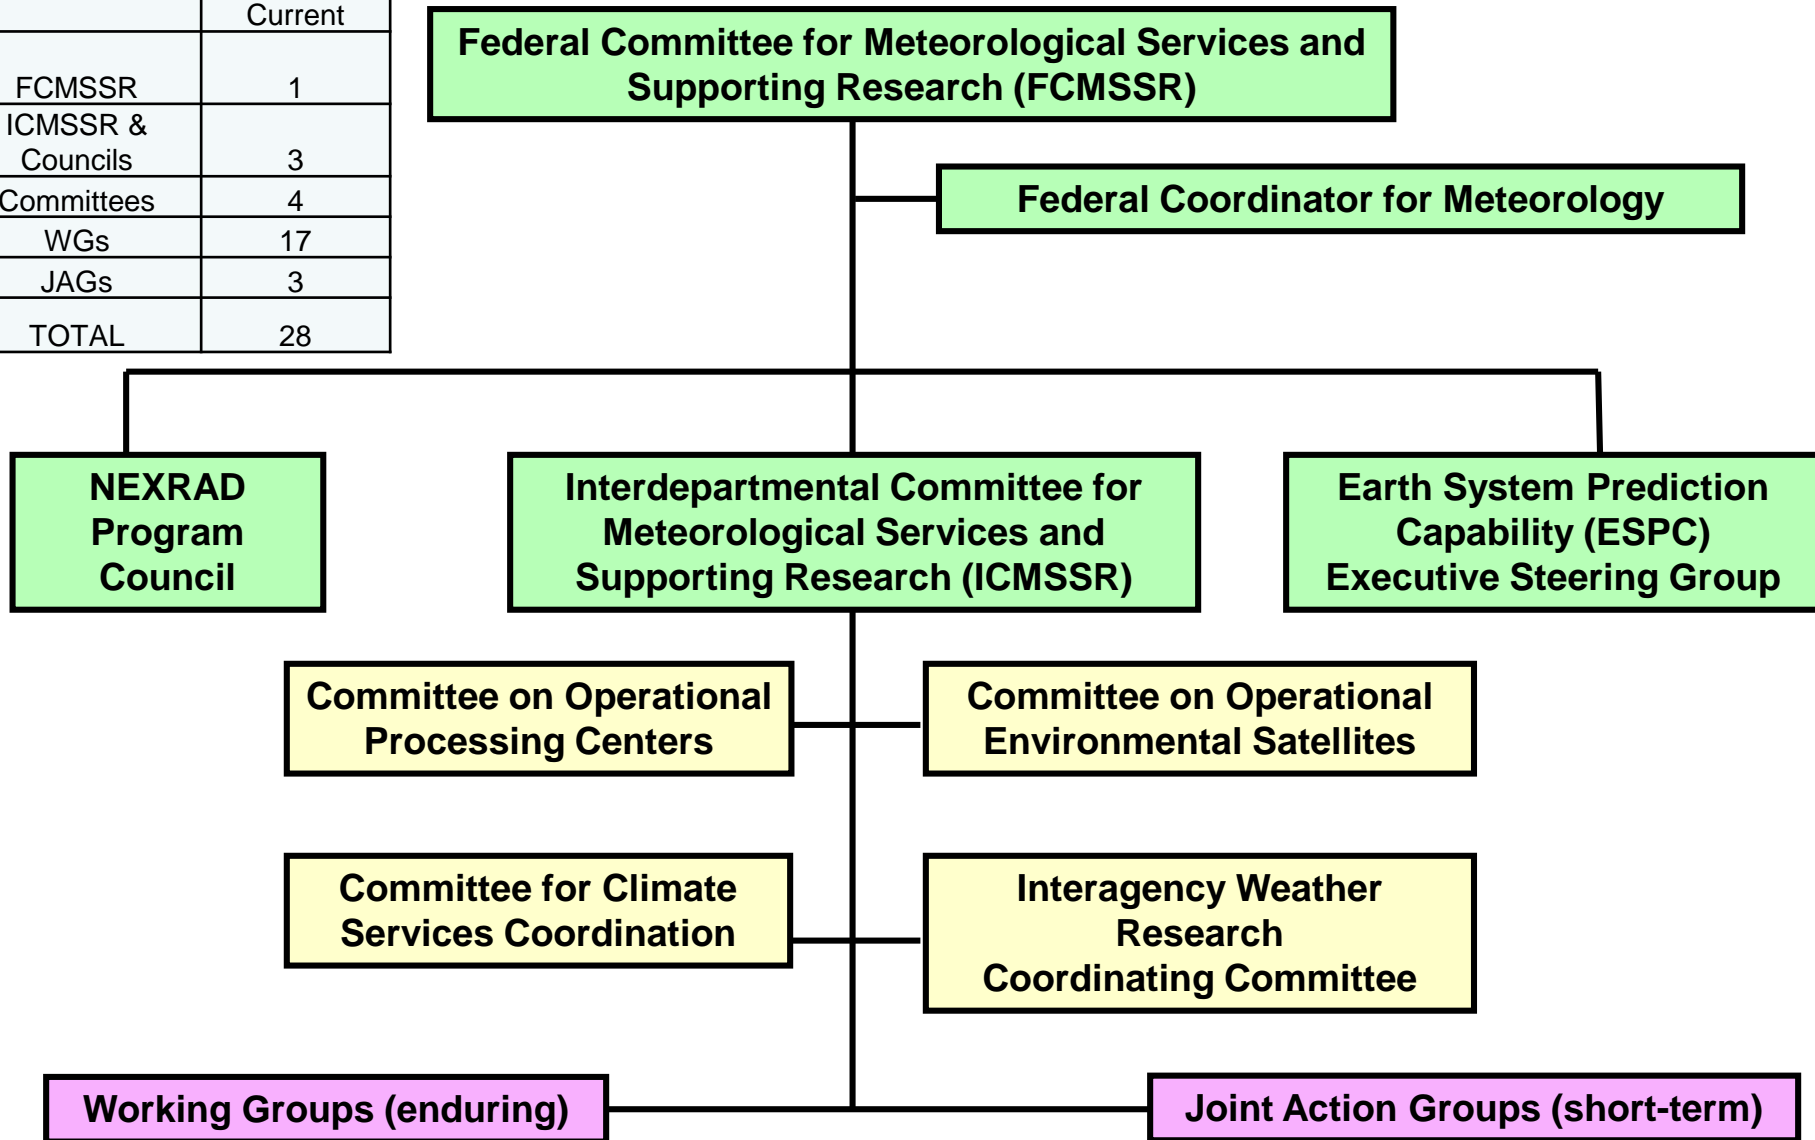 Current
FCMSSR 1
ICMSSR &
Councils 3
Committees 4
WGs 17
JAGs 3
TOTAL 28
Federal Committee for Meteorological Services and
Supporting Research (FCMSSR)
Federal Coordinator for Meteorology
NEXRAD
Program
Council
Interdepartmental Committee for
Meteorological Services and
Supporting Research (ICMSSR)
Earth System Prediction
Capability (ESPC)
Executive Steering Group
Committee on Operational
Processing Centers
Committee on Operational
Environmental Satellites
Committee for Climate
Services Coordination
Interagency Weather
Research
Coordinating Committee
Working Groups (enduring)
Joint Action Groups (short-term)